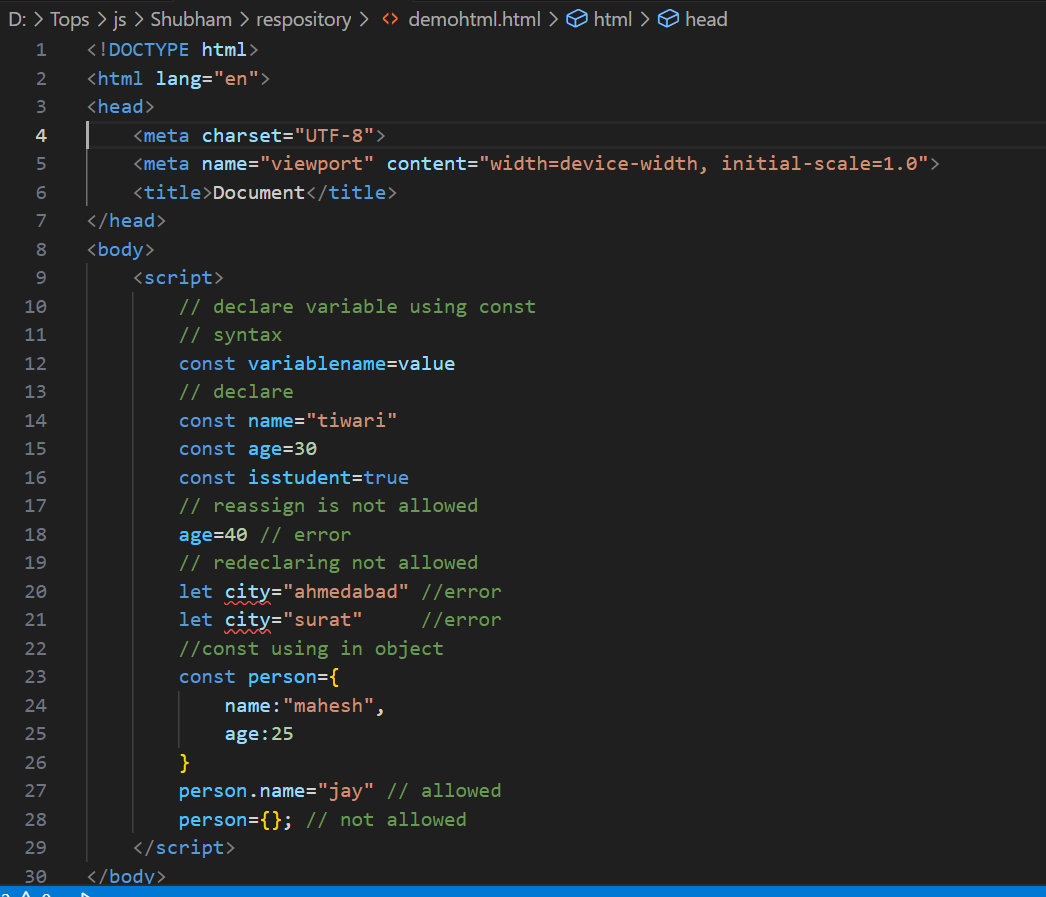 D: > Tops > js > Shubham > respository > <> demohtml.html > html > head
1 <!DOCTYPE html>
2 <html lang="en">
3 <head>
4     <meta charset="UTF-8">
5     <meta name="viewport" content="width=device-width, initial-scale=1.0">
6     <title>Document</title>
7 </head>
8 <body>
9     <script>
10         // declare variable using const
11         // syntax
12         const variablename=value
13         // declare
14         const name="tiwari"
15         const age=30
16         const isstudent=true
17         // reassign is not allowed
18         age=40 // error
19         // redeclaring not allowed
20         let city="ahmedabad" //error
21         let city="surat"     //error
22         //const using in object
23         const person={
24             name:"mahesh",
25             age:25
26         }
27         person.name="jay" // allowed
28         person={}; // not allowed
29     </script>
30 </body>